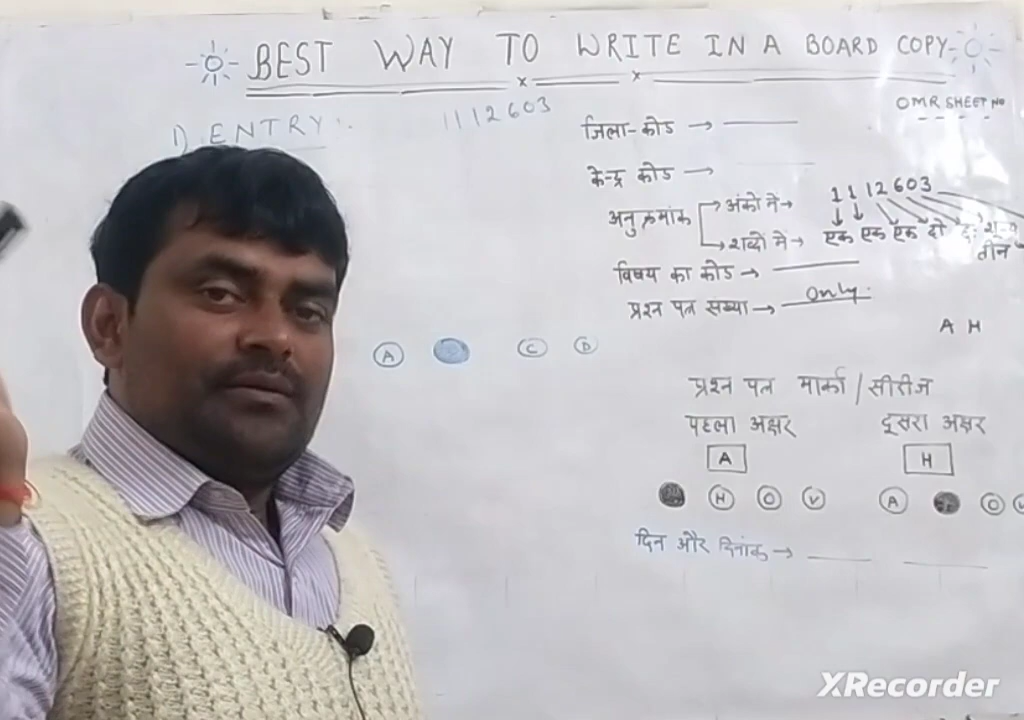 BEST WAY TO WRITE IN A BOARD COPY
OMR SHEET NO
1) ENTRY :.
1112603
जिला-कोड →
केन्द्र कोड →
अनुक्रमांक
अंको में →
1112603
शब्दो में →
एक एक एक दो छः शून्य
तीन
विषय का कोड →
प्रश्न पत्र संख्या → only.
A H
A C D
प्रश्न पत्र मार्का / सीरीज
पहला अक्षर दूसरा अक्षर
A H
H O V A O V
दिन और दिनांक →
XRecorder